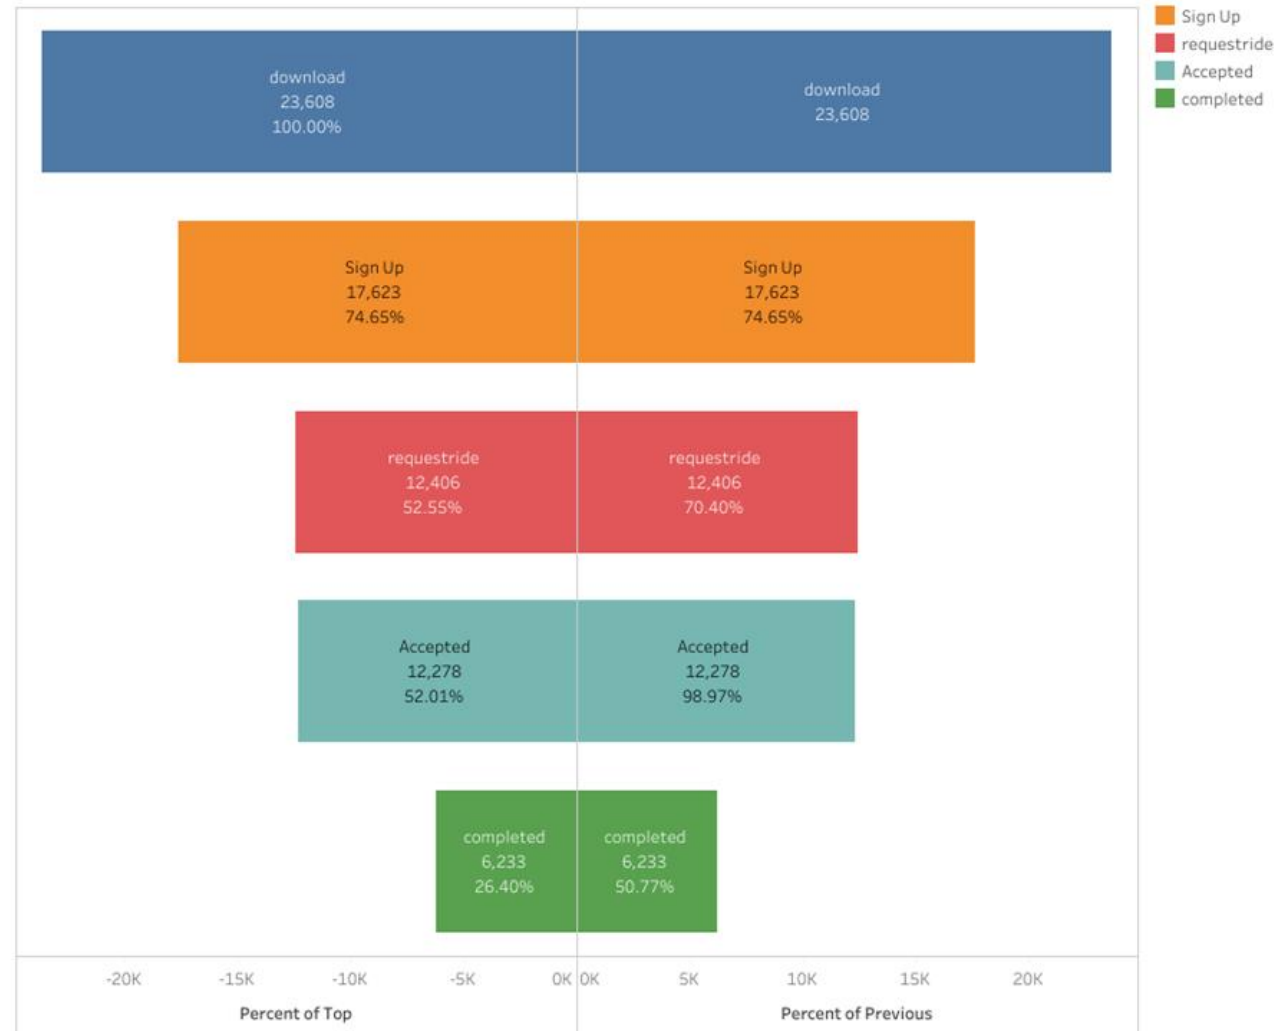 Sign Up
requestride
Accepted
completed
download
23,608
100.00%
download
23,608
Sign Up
17,623
74.65%
Sign Up
17,623
74.65%
requestride
12,406
52.55%
requestride
12,406
70.40%
Accepted
12,278
52.01%
Accepted
12,278
98.97%
completed
6,233
26.40%
completed
6,233
50.77%
-20K -15K -10K -5K 0K 0K 5K 10K 15K 20K
Percent of Top Percent of Previous